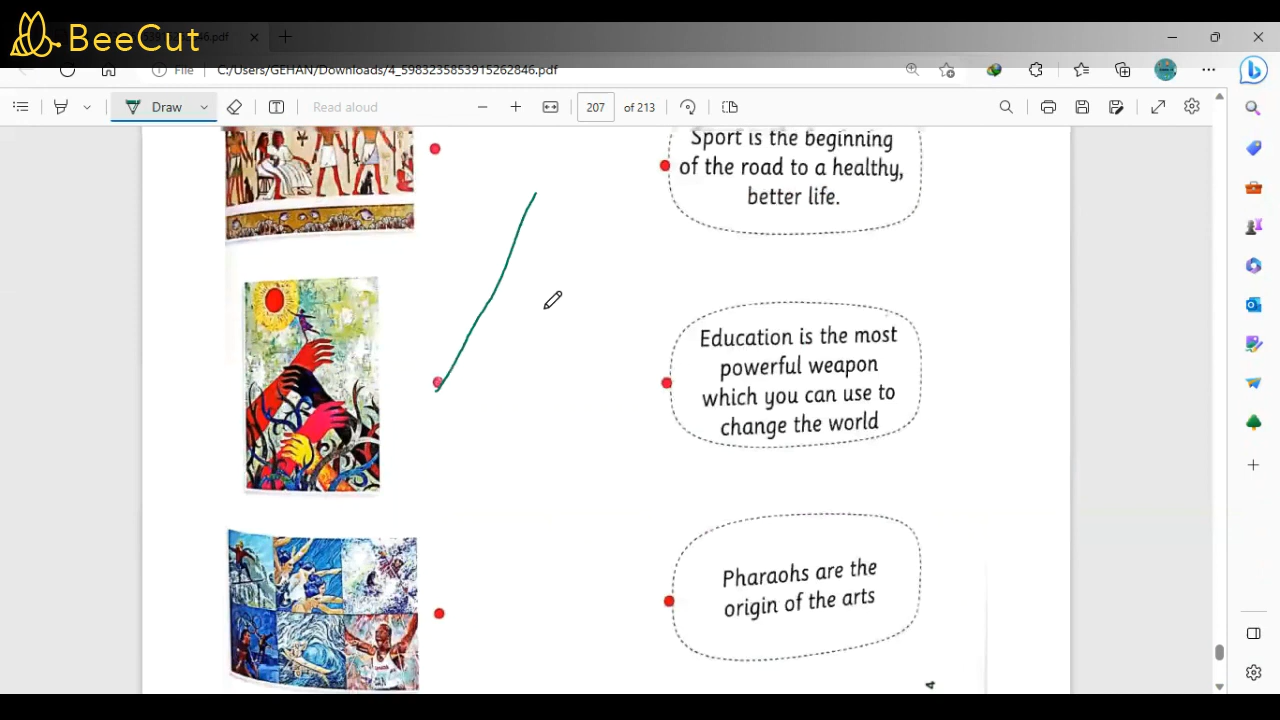 BeeCut
.pdf
File
C:/Users/GEHAN/Downloads/4_5983235853915262846.pdf
Draw
Read aloud
207
of 213
Sport is the beginning
of the road to a healthy,
better life.
Education is the most
powerful weapon
which you can use to
change the world
Pharaohs are the
origin of the arts
4